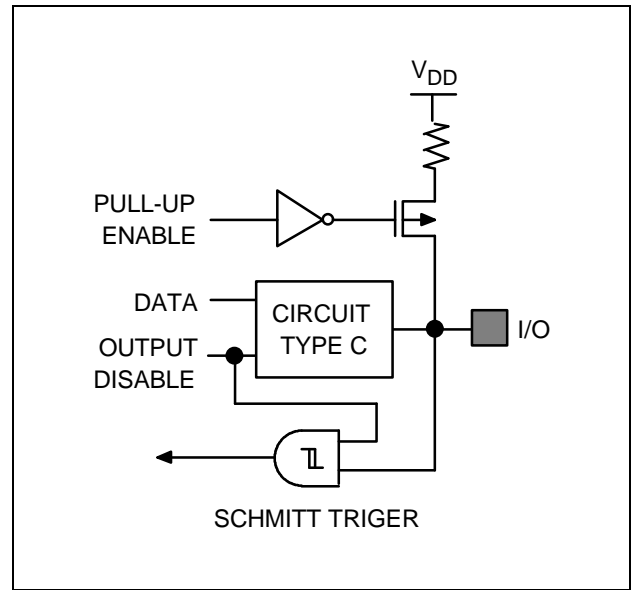 VDD
PULL-UP
ENABLE
DATA
CIRCUIT
TYPE C
I/O
OUTPUT
DISABLE
SCHMITT TRIGER